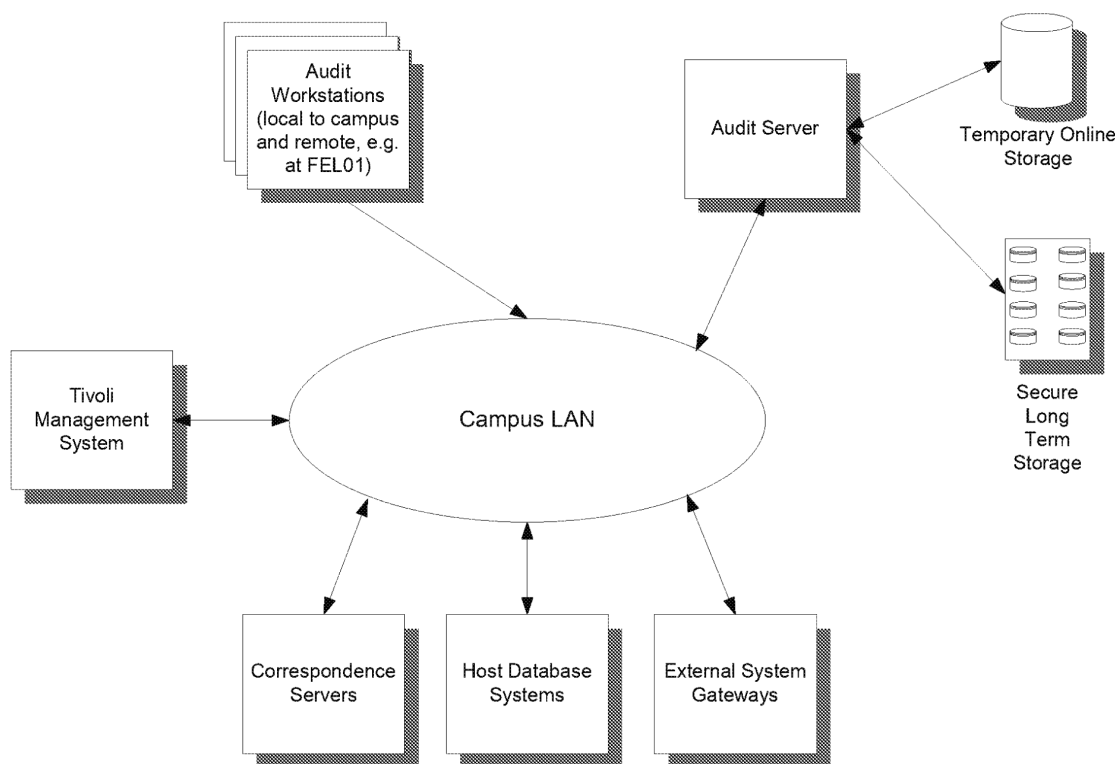 Audit
Workstations
(local to campus
and remote, e.g.
at FEL01)
Audit Server
Temporary Online
Storage
Secure
Long
Term
Storage
Tivoli
Management
System
Campus LAN
Correspondence
Servers
Host Database
Systems
External System
Gateways